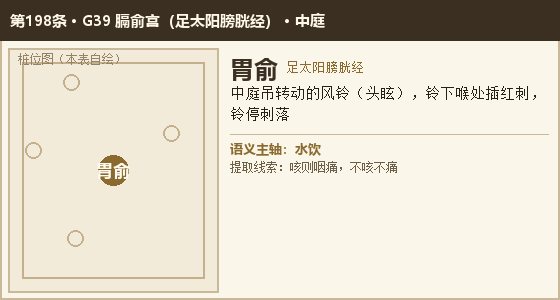 第198条・G39 膈俞宫（足太阳膀胱经）・中庭
桩位图（本表自绘）
胃俞
胃俞 足太阳膀胱经
中庭吊转动的风铃（头眩），铃下喉处插红刺，
铃停刺落
语义主轴：水饮
提取线索：咳则咽痛，不咳不痛